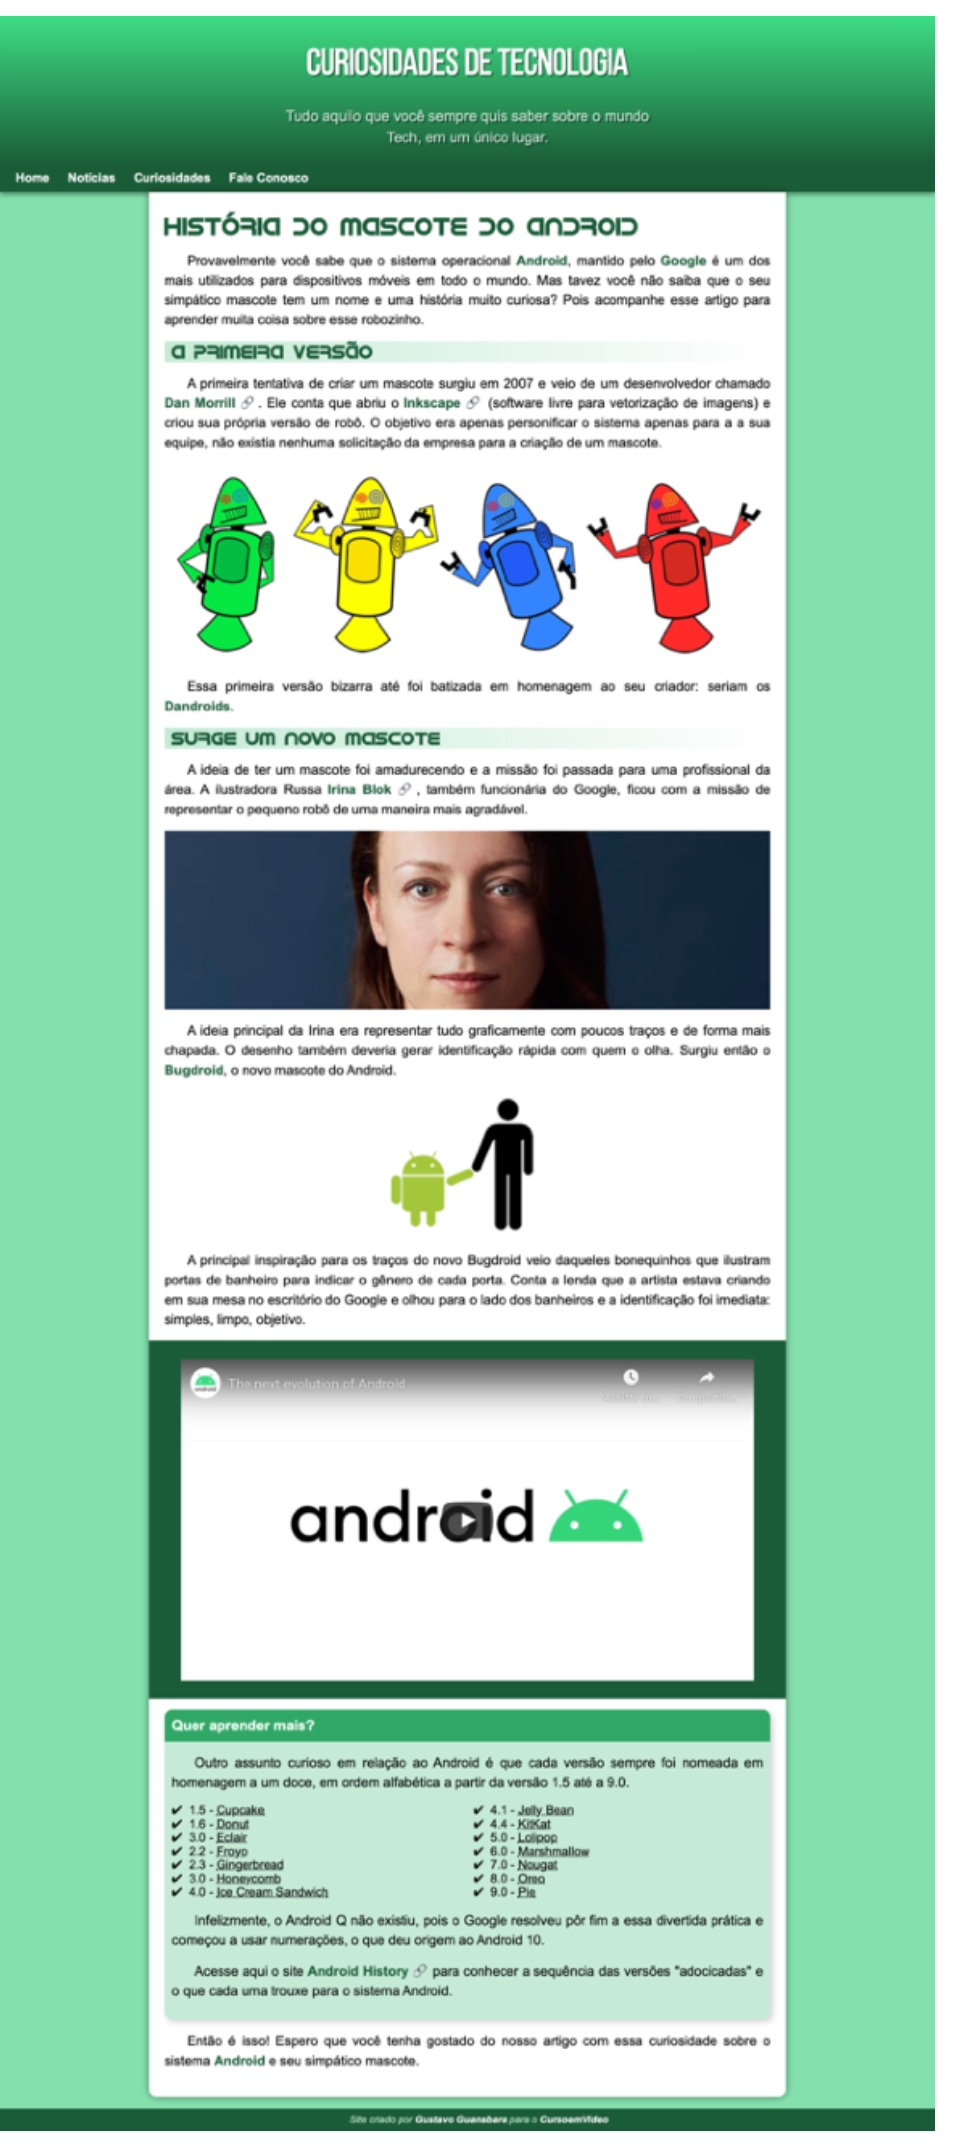 CURIOSIDADES DE TECNOLOGIA
Tudo aquilo que você sempre quis saber sobre o mundo
Tech, em um único lugar.
Home Notícias Curiosidades Fale Conosco
HISTÓRIA DO MASCOTE DO ANDROID
Provavelmente você sabe que o sistema operacional Android, mantido pelo Google é um dos
mais utilizados para dispositivos móveis em todo o mundo. Mas tavez você não saiba que o seu
simpático mascote tem um nome e uma história muito curiosa? Pois acompanhe esse artigo para
aprender muita coisa sobre esse robozinho.
A PRIMEIRA VERSÃO
A primeira tentativa de criar um mascote surgiu em 2007 e veio de um desenvolvedor chamado
Dan Morrill 🔗 . Ele conta que abriu o Inkscape 🔗 (software livre para vetorização de imagens) e
criou sua própria versão de robô. O objetivo era apenas personificar o sistema apenas para a a sua
equipe, não existia nenhuma solicitação da empresa para a criação de um mascote.
Essa primeira versão bizarra até foi batizada em homenagem ao seu criador: seriam os
Dandroids.
SURGE UM NOVO MASCOTE
A ideia de ter um mascote foi amadurecendo e a missão foi passada para uma profissional da
área. A ilustradora Russa Irina Blok 🔗 , também funcionária do Google, ficou com a missão de
representar o pequeno robô de uma maneira mais agradável.
A ideia principal da Irina era representar tudo graficamente com poucos traços e de forma mais
chapada. O desenho também deveria gerar identificação rápida com quem o olha. Surgiu então o
Bugdroid, o novo mascote do Android.
A principal inspiração para os traços do novo Bugdroid veio daqueles bonequinhos que ilustram
portas de banheiro para indicar o gênero de cada porta. Conta a lenda que a artista estava criando
em sua mesa no escritório do Google e olhou para o lado dos banheiros e a identificação foi imediata:
simples, limpo, objetivo.
android The next evolution of Android
android
Quer aprender mais?
Outro assunto curioso em relação ao Android é que cada versão sempre foi nomeada em
homenagem a um doce, em ordem alfabética a partir da versão 1.5 até a 9.0.
✔ 1.5 - Cupcake
✔ 1.6 - Donut
✔ 3.0 - Eclair
✔ 2.2 - Froyo
✔ 2.3 - Gingerbread
✔ 3.0 - Honeycomb
✔ 4.0 - Ice Cream Sandwich
✔ 4.1 - Jelly Bean
✔ 4.4 - KitKat
✔ 5.0 - Lolipop
✔ 6.0 - Marshmallow
✔ 7.0 - Nougat
✔ 8.0 - Oreo
✔ 9.0 - Pie
Infelizmente, o Android Q não existiu, pois o Google resolveu pôr fim a essa divertida prática e
começou a usar numerações, o que deu origem ao Android 10.
Acesse aqui o site Android History 🔗 para conhecer a sequência das versões "adocicadas" e
o que cada uma trouxe para o sistema Android.
Então é isso! Espero que você tenha gostado do nosso artigo com essa curiosidade sobre o
sistema Android e seu simpático mascote.
Site criado por Gustavo Guanabara para o CursoemVideo